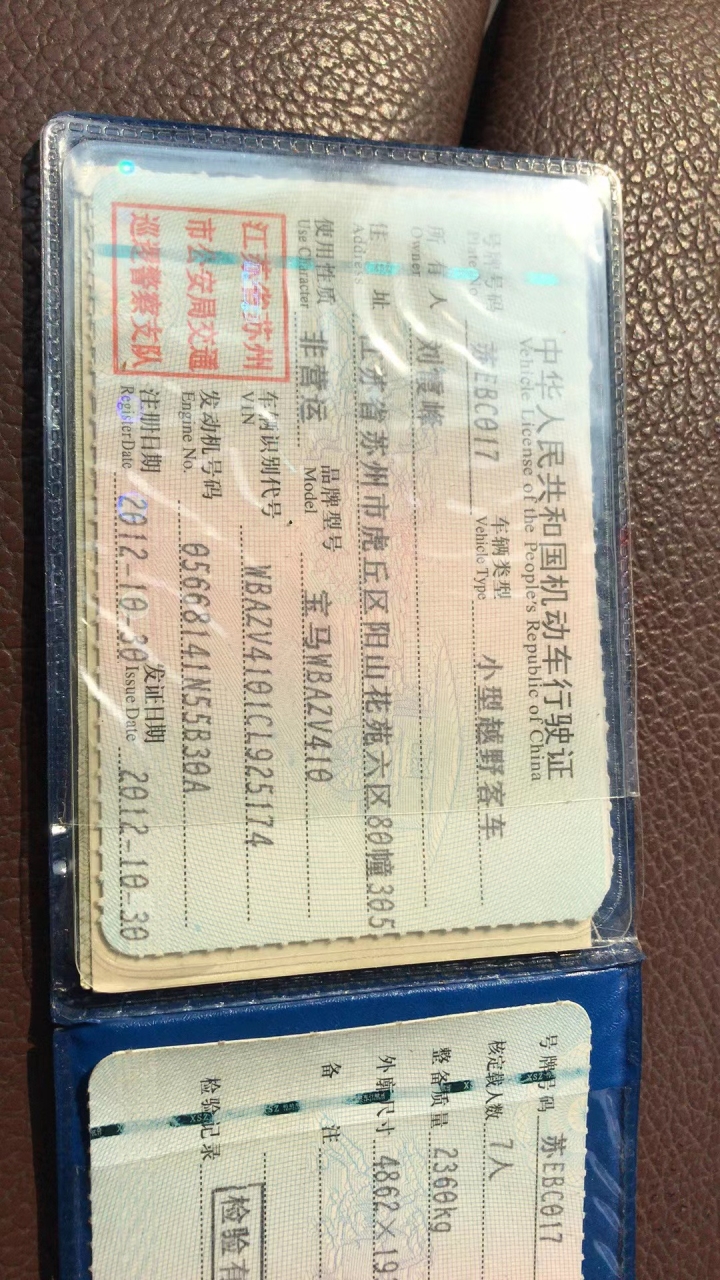 中华人民共和国机动车行驶证
Vehicle License of the People's Republic of China
号牌号码 苏EBC017 车辆类型 小型越野客车
Plate No. Vehicle Type
所有人 刘霞峰
Owner
住址 江苏省苏州市虎丘区阳山花苑六区80幢305
Address
使用性质 非营运 品牌型号 宝马WBAZV410
Use Character Model
江苏省苏州
市公安局交通
巡逻警察支队
车辆识别代号 WBAZV4101CL925174
VIN
发动机号码 05668141N55B30A
Engine No.
注册日期 2012-10-30 发证日期 2012-10-30
Register Date Issue Date
号牌号码 苏EBC017
核定载人数 7人
整备质量 2360kg
外廓尺寸 4862×19
备注
检验记录
检验有